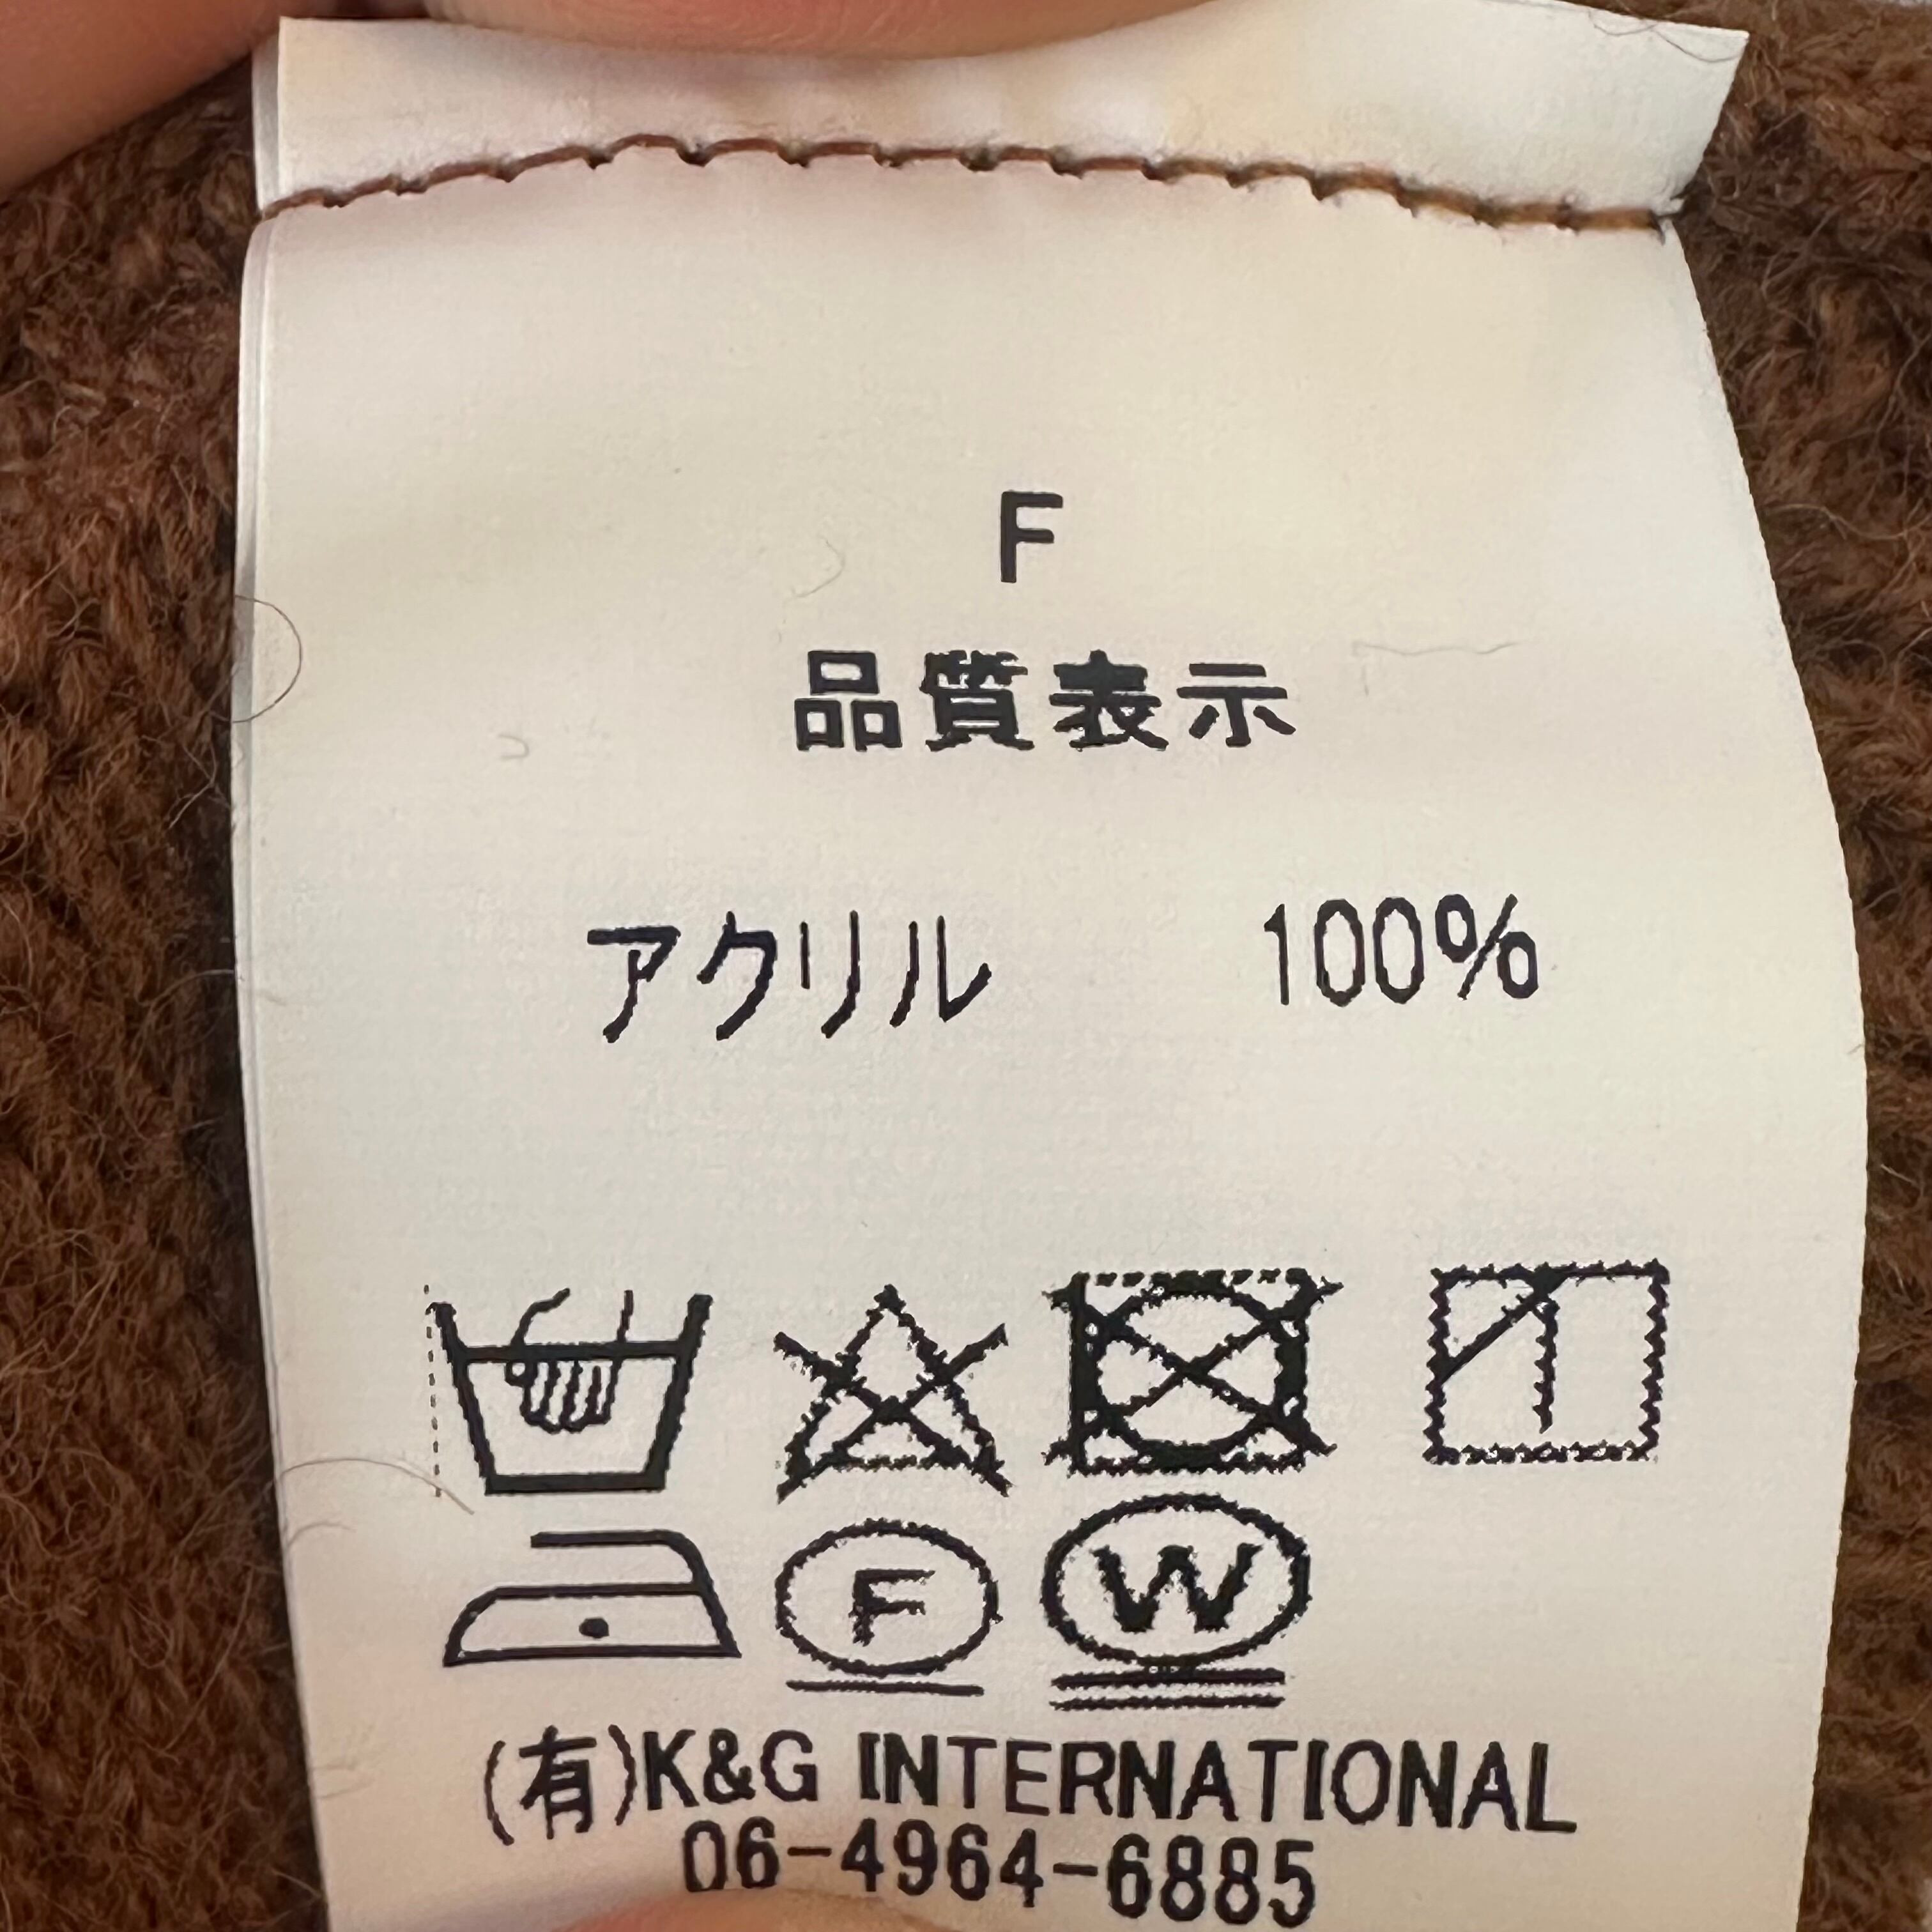 F
品質表示
アクリル 100%
F W
(有)K&G INTERNATIONAL
06-4964-6885